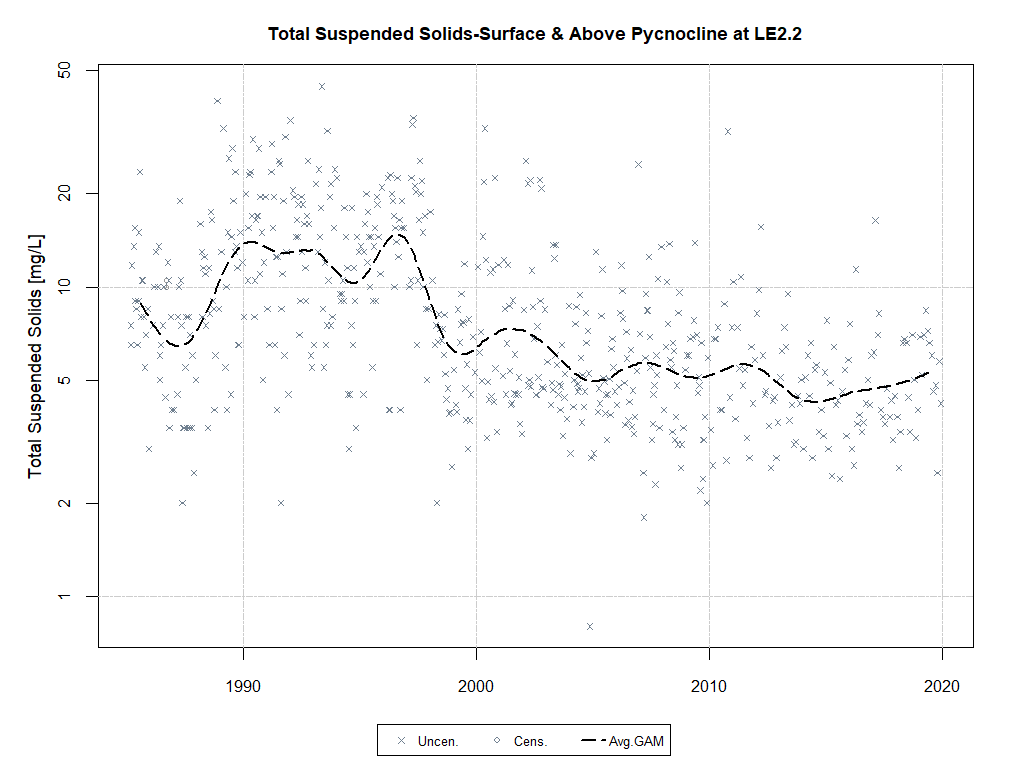 Total Suspended Solids-Surface & Above Pycnocline at LE2.2
Total Suspended Solids [mg/L]
50
20
10
5
2
1
1990 2000 2010 2020
Uncen. Cens. Avg.GAM